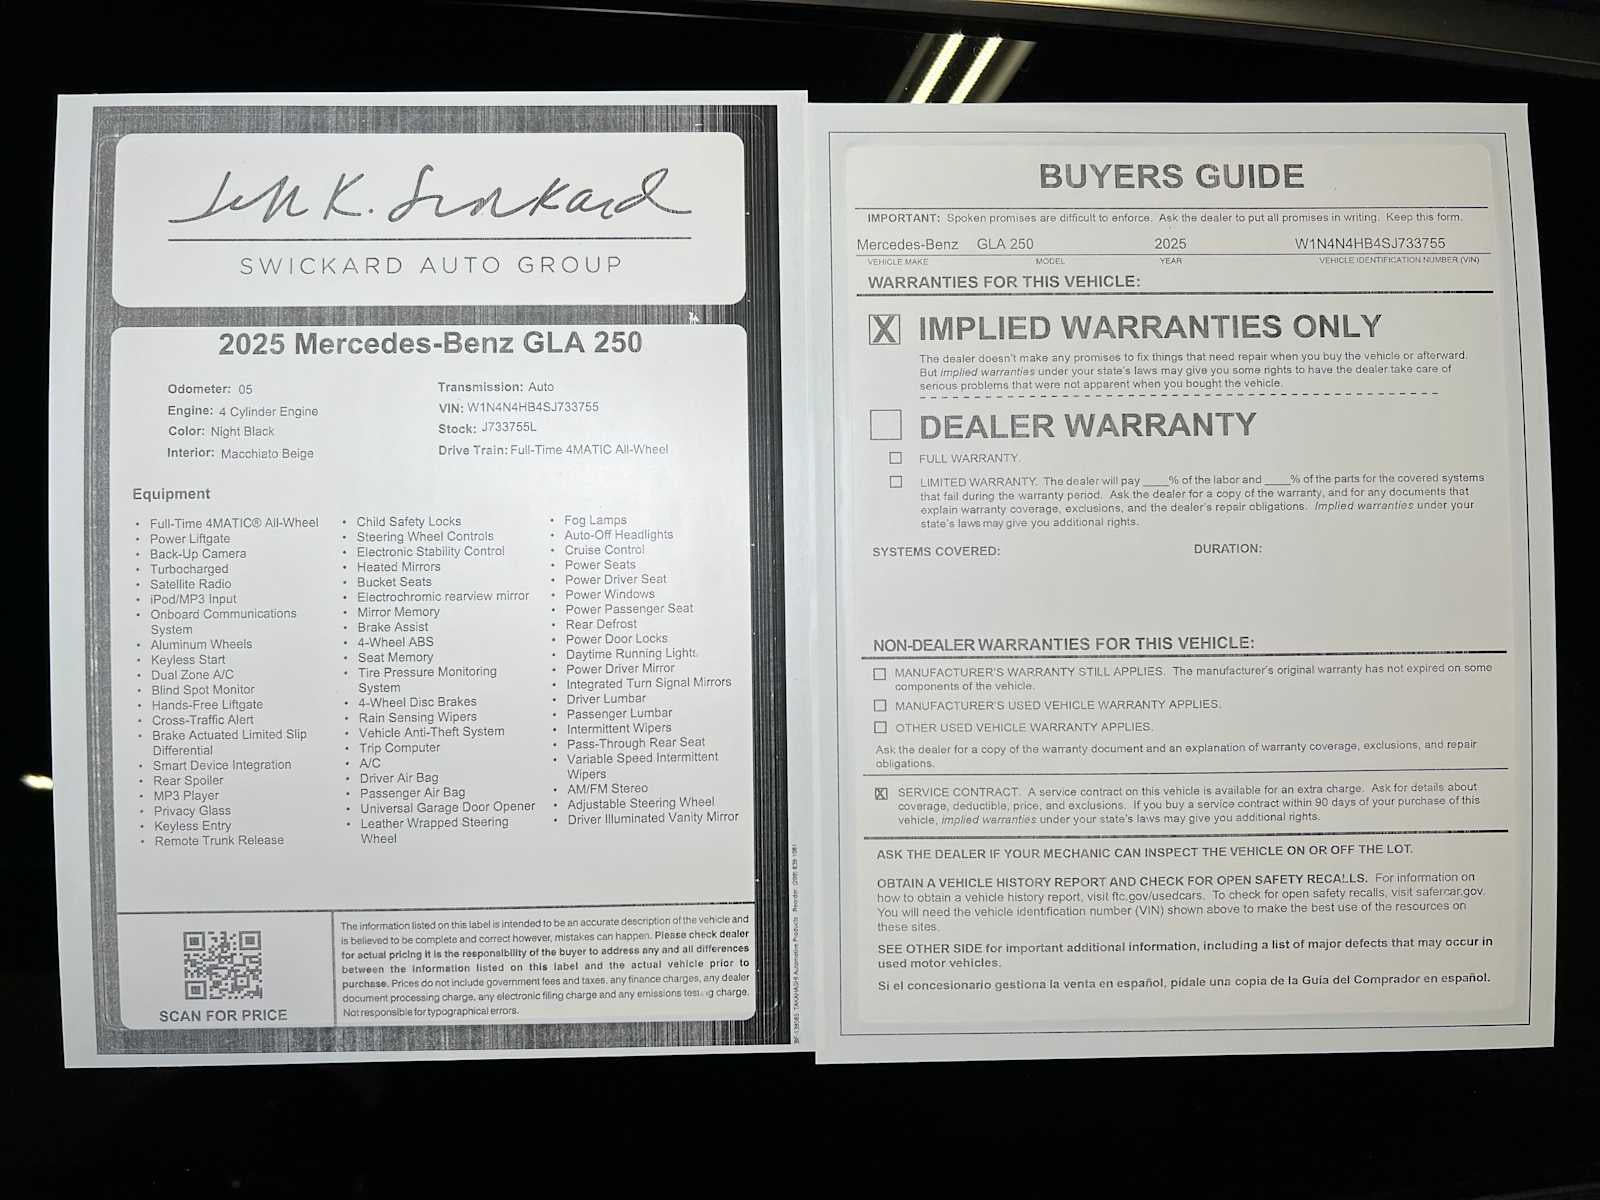 Jeff K. Swickard
SWICKARD AUTO GROUP
2025 Mercedes-Benz GLA 250
Odometer: 05
Engine: 4 Cylinder Engine
Color: Night Black
Interior: Macchiato Beige
Transmission: Auto
VIN: W1N4N4HB4SJ733755
Stock: J733755L
Drive Train: Full-Time 4MATIC All-Wheel
Equipment
• Full-Time 4MATIC® All-Wheel
• Power Liftgate
• Back-Up Camera
• Turbocharged
• Satellite Radio
• iPod/MP3 Input
• Onboard Communications
System
• Aluminum Wheels
• Keyless Start
• Dual Zone A/C
• Blind Spot Monitor
• Hands-Free Liftgate
• Cross-Traffic Alert
• Brake Actuated Limited Slip
Differential
• Smart Device Integration
• Rear Spoiler
• MP3 Player
• Privacy Glass
• Keyless Entry
• Remote Trunk Release
• Child Safety Locks
• Steering Wheel Controls
• Electronic Stability Control
• Heated Mirrors
• Bucket Seats
• Electrochromic rearview mirror
• Mirror Memory
• Brake Assist
• 4-Wheel ABS
• Seat Memory
• Tire Pressure Monitoring
System
• 4-Wheel Disc Brakes
• Rain Sensing Wipers
• Vehicle Anti-Theft System
• Trip Computer
• A/C
• Driver Air Bag
• Passenger Air Bag
• Universal Garage Door Opener
• Leather Wrapped Steering
Wheel
• Fog Lamps
• Auto-Off Headlights
• Cruise Control
• Power Seats
• Power Driver Seat
• Power Windows
• Power Passenger Seat
• Rear Defrost
• Power Door Locks
• Daytime Running Lights
• Power Driver Mirror
• Integrated Turn Signal Mirrors
• Driver Lumbar
• Passenger Lumbar
• Intermittent Wipers
• Pass-Through Rear Seat
• Variable Speed Intermittent
Wipers
• AM/FM Stereo
• Adjustable Steering Wheel
• Driver Illuminated Vanity Mirror
SCAN FOR PRICE
The information listed on this label is intended to be an accurate description of the vehicle and
is believed to be complete and correct however, mistakes can happen. Please check dealer
for actual pricing it is the responsibility of the buyer to address any and all differences
between the information listed on this label and the actual vehicle prior to
purchase. Prices do not include government fees and taxes, any finance charges, any dealer
document processing charge, any electronic filing charge and any emissions testing charge.
Not responsible for typographical errors.
TAKAHASHI Automotive Products Reorder:
BUYERS GUIDE
IMPORTANT: Spoken promises are difficult to enforce. Ask the dealer to put all promises in writing. Keep this form.
Mercedes-Benz GLA 250 2025 W1N4N4HB4SJ733755
VEHICLE MAKE MODEL YEAR VEHICLE IDENTIFICATION NUMBER (VIN)
WARRANTIES FOR THIS VEHICLE:
X IMPLIED WARRANTIES ONLY
The dealer doesn't make any promises to fix things that need repair when you buy the vehicle or afterward.
But implied warranties under your state's laws may give you some rights to have the dealer take care of
serious problems that were not apparent when you bought the vehicle.
DEALER WARRANTY
FULL WARRANTY.
LIMITED WARRANTY. The dealer will pay ____% of the labor and ____% of the parts for the covered systems
that fail during the warranty period. Ask the dealer for a copy of the warranty, and for any documents that
explain warranty coverage, exclusions, and the dealer's repair obligations. Implied warranties under your
state's laws may give you additional rights.
SYSTEMS COVERED: DURATION:
NON-DEALER WARRANTIES FOR THIS VEHICLE:
MANUFACTURER'S WARRANTY STILL APPLIES. The manufacturer's original warranty has not expired on some
components of the vehicle.
MANUFACTURER'S USED VEHICLE WARRANTY APPLIES.
OTHER USED VEHICLE WARRANTY APPLIES.
Ask the dealer for a copy of the warranty document and an explanation of warranty coverage, exclusions, and repair
obligations.
X SERVICE CONTRACT. A service contract on this vehicle is available for an extra charge. Ask for details about
coverage, deductible, price, and exclusions. If you buy a service contract within 90 days of your purchase of this
vehicle, implied warranties under your state's laws may give you additional rights.
ASK THE DEALER IF YOUR MECHANIC CAN INSPECT THE VEHICLE ON OR OFF THE LOT.
OBTAIN A VEHICLE HISTORY REPORT AND CHECK FOR OPEN SAFETY RECALLS. For information on
how to obtain a vehicle history report, visit ftc.gov/usedcars. To check for open safety recalls, visit safercar.gov.
You will need the vehicle identification number (VIN) shown above to make the best use of the resources on
these sites.
SEE OTHER SIDE for important additional information, including a list of major defects that may occur in
used motor vehicles.
Si el concesionario gestiona la venta en español, pídale una copia de la Guía del Comprador en español.